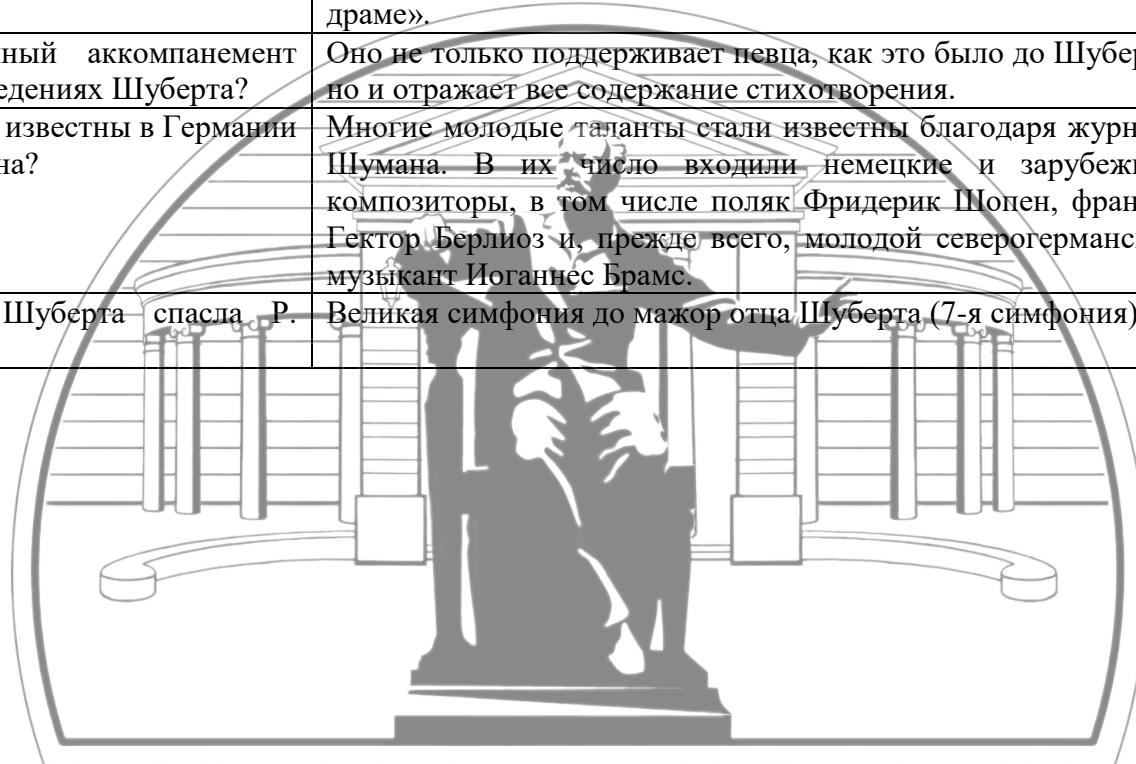 драме».
ный аккомпанемент
едениях Шуберта?
Оно не только поддерживает певца, как это было до Шубер
но и отражает все содержание стихотворения.
известны в Германии
на?
Многие молодые таланты стали известны благодаря журн
Шумана. В их число входили немецкие и зарубежн
композиторы, в том числе поляк Фридерик Шопен, фран
Гектор Берлиоз и, прежде всего, молодой северогерманс
музыкант Иоганнес Брамс.
Шуберта спасла Р.
Великая симфония до мажор отца Шуберта (7-я симфония)